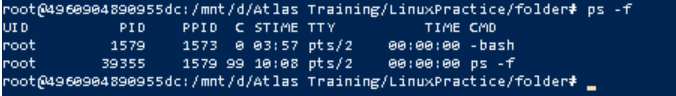 root@4960904890955dc:/mnt/d/Atlas Training/LinuxPractice/folder# ps -f
UID PID PPID C STIME TTY TIME CMD
root 1579 1573 0 03:57 pts/2 00:00:00 -bash
root 39355 1579 99 10:08 pts/2 00:00:00 ps -f
root@4960904890955dc:/mnt/d/Atlas Training/LinuxPractice/folder#